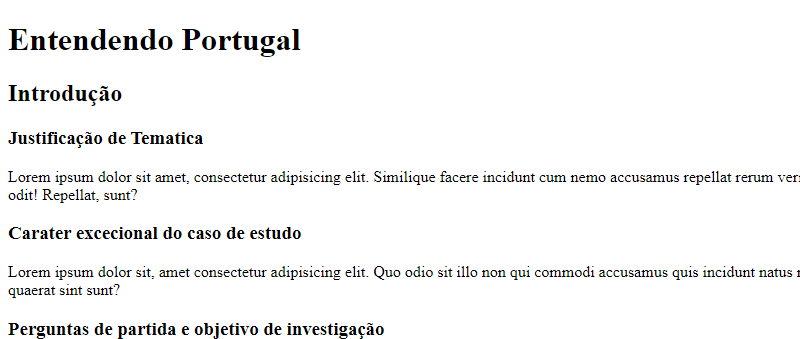 Entendendo Portugal
Introdução
Justificação de Tematica
Lorem ipsum dolor sit amet, consectetur adipisicing elit. Similique facere incidunt cum nemo accusamus repellat rerum
odit! Repellat, sunt?
Carater excecional do caso de estudo
Lorem ipsum dolor sit, amet consectetur adipisicing elit. Quo odio sit illo non qui commodi accusamus quis incidunt natus
quaerat sint sunt?
Perguntas de partida e objetivo de investigação